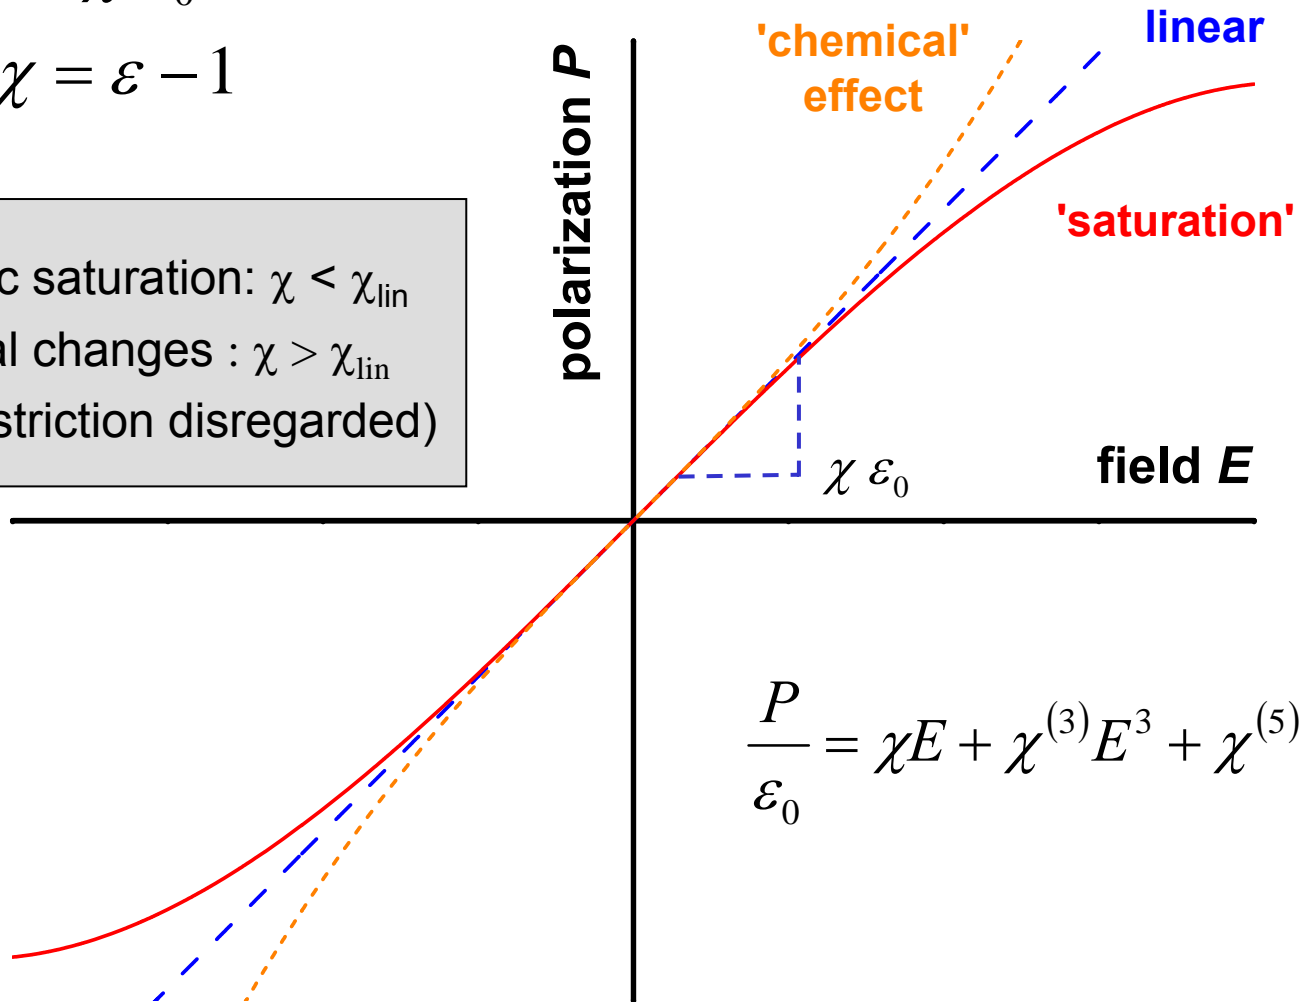 χ = ε − 1
c saturation: χ < χlin
al changes : χ > χlin
striction disregarded)
polarization P
'chemical'
effect
linear
'saturation'
field E
χ ε0
P/ε0 = χE + χ(3)E3 + χ(5)